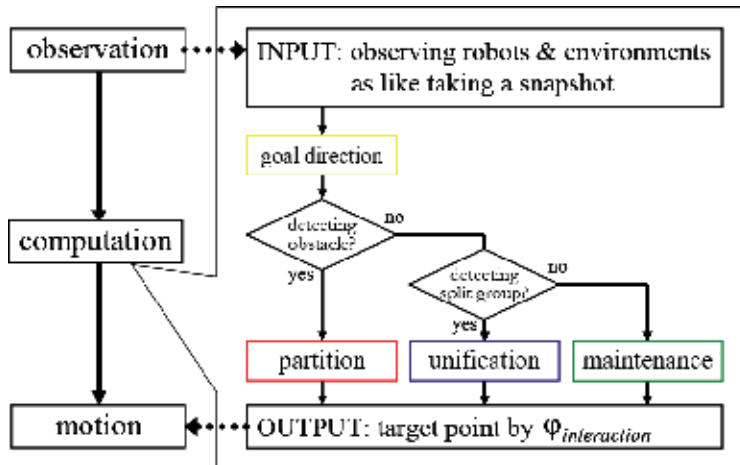 observation
INPUT: observing robots & environments
as like taking a snapshot
goal direction
detecting
obstacle?
no
yes
computation
detecting
split group?
no
yes
partition
unification
maintenance
motion
OUTPUT: target point by φinteraction